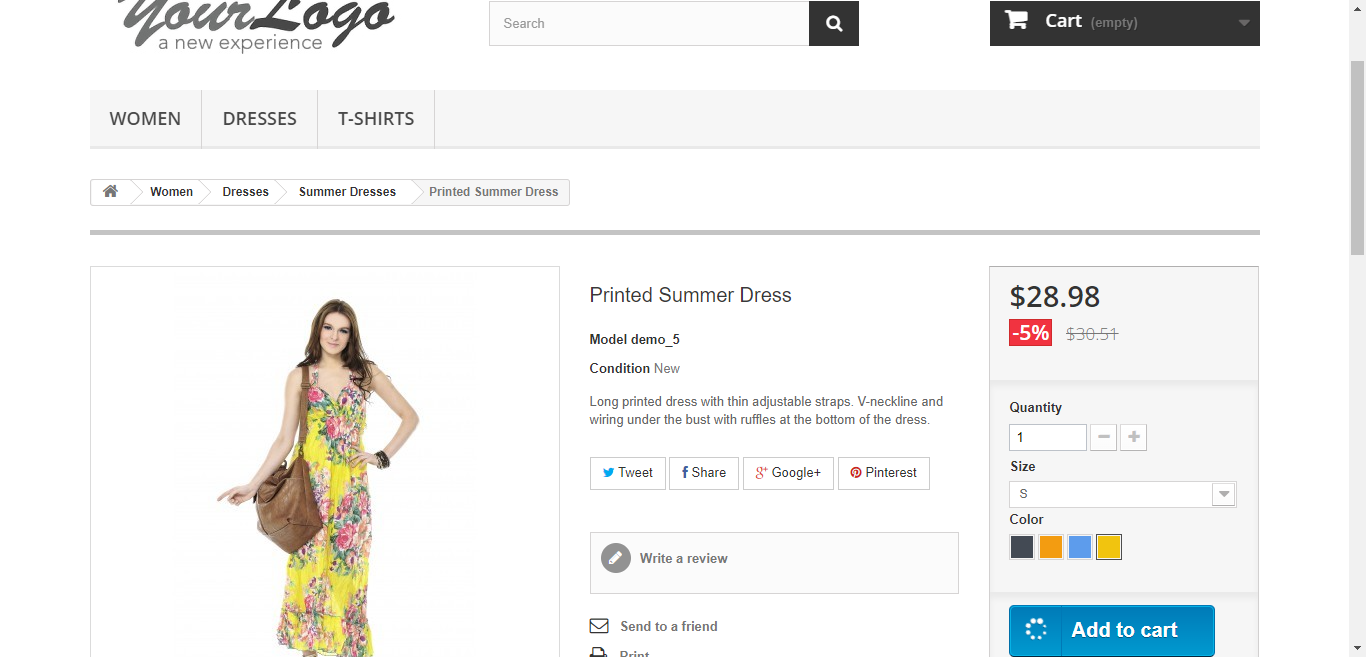 YourLogo
a new experience
Search
Cart (empty)
WOMEN
DRESSES
T-SHIRTS
Women
Dresses
Summer Dresses
Printed Summer Dress
Printed Summer Dress
Model demo_5
Condition New
Long printed dress with thin adjustable straps. V-neckline and
wiring under the bust with ruffles at the bottom of the dress.
Tweet
Share
Google+
Pinterest
Write a review
Send to a friend
Print
$28.98
-5% $30.51
Quantity
1
Size
S
Color
Add to cart